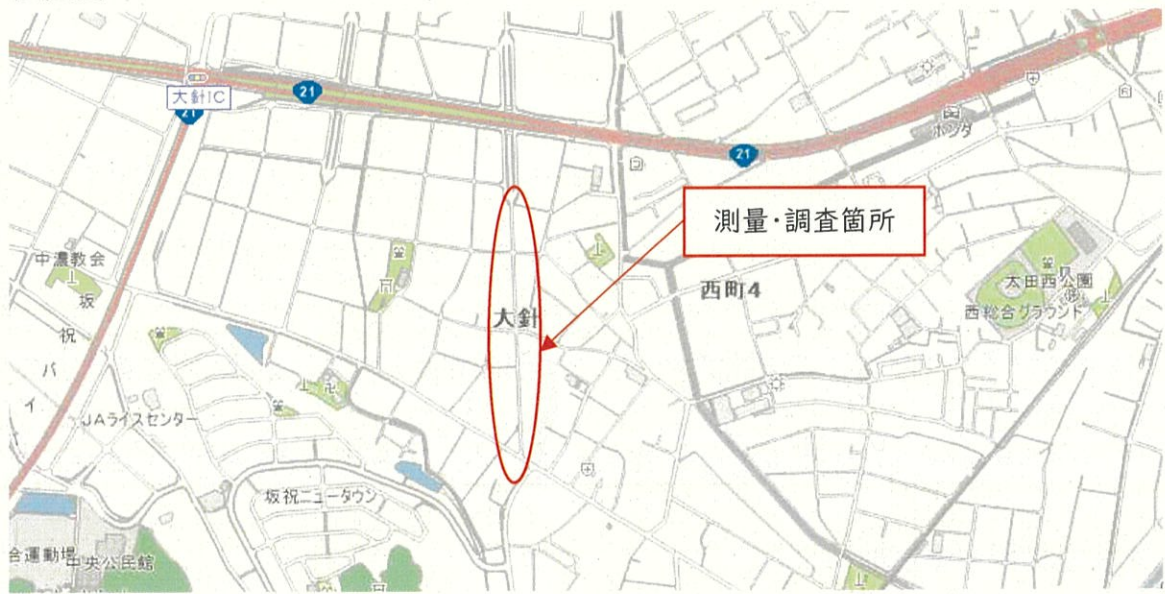 大針IC
21
21
21
ホンダ
測量・調査箇所
中濃教会
坂
祝
バ
イ
大針
西町4
太田西公園
西総合グラウンド
JAライスセンター
坂祝ニュータウン
合運動場
中央公民館